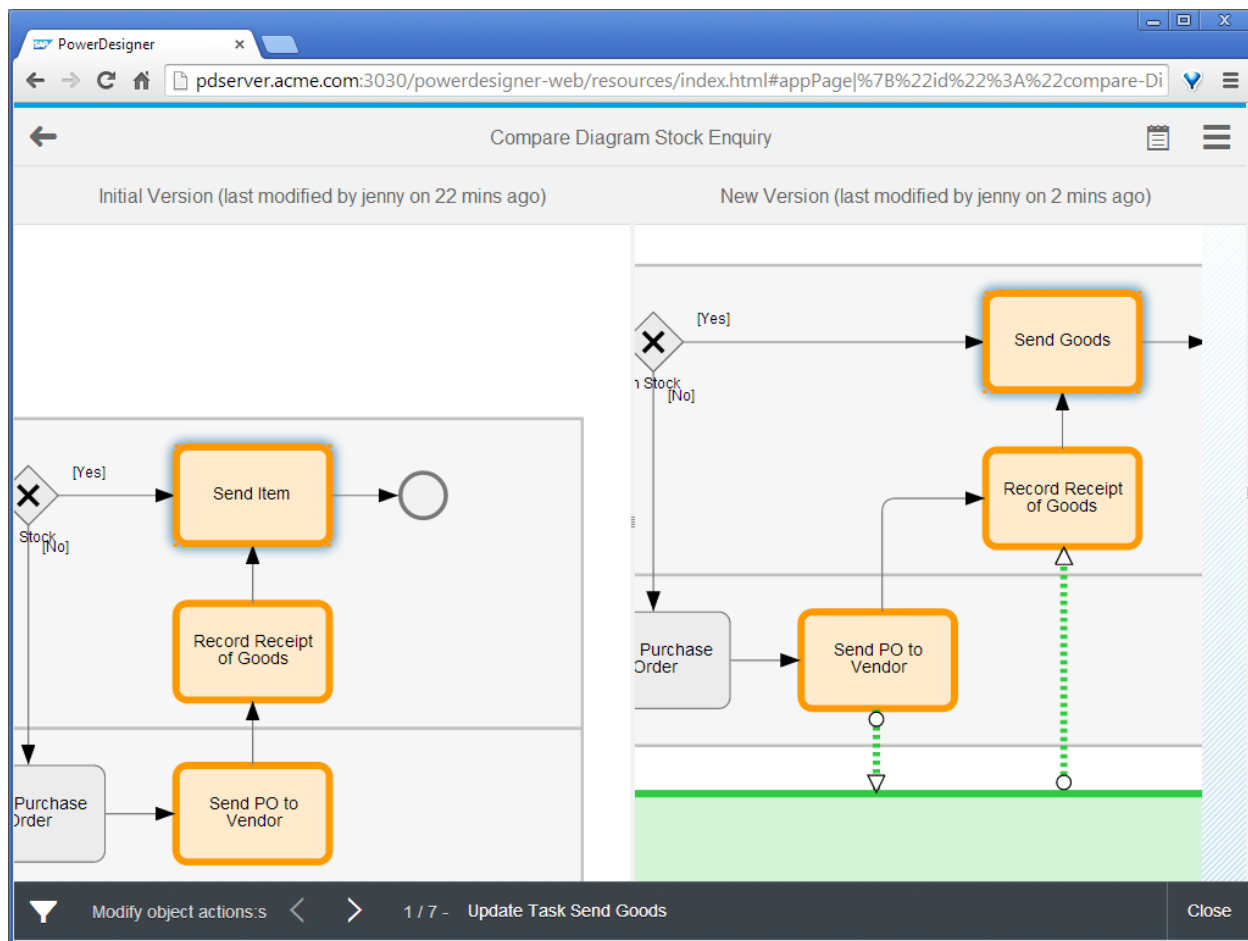 SAP PowerDesigner
pdserver.acme.com:3030/powerdesigner-web/resources/index.html#appPage|%7B%22id%22%3A%22compare-Di
Compare Diagram Stock Enquiry
Initial Version (last modified by jenny on 22 mins ago)
New Version (last modified by jenny on 2 mins ago)
[Yes]
Send Item
Stock
[No]
Record Receipt
of Goods
Purchase
Order
Send PO to
Vendor
[Yes]
Send Goods
n Stock
[No]
Record Receipt
of Goods
Purchase
Order
Send PO to
Vendor
Modify object actions:s
1 / 7 - Update Task Send Goods
Close